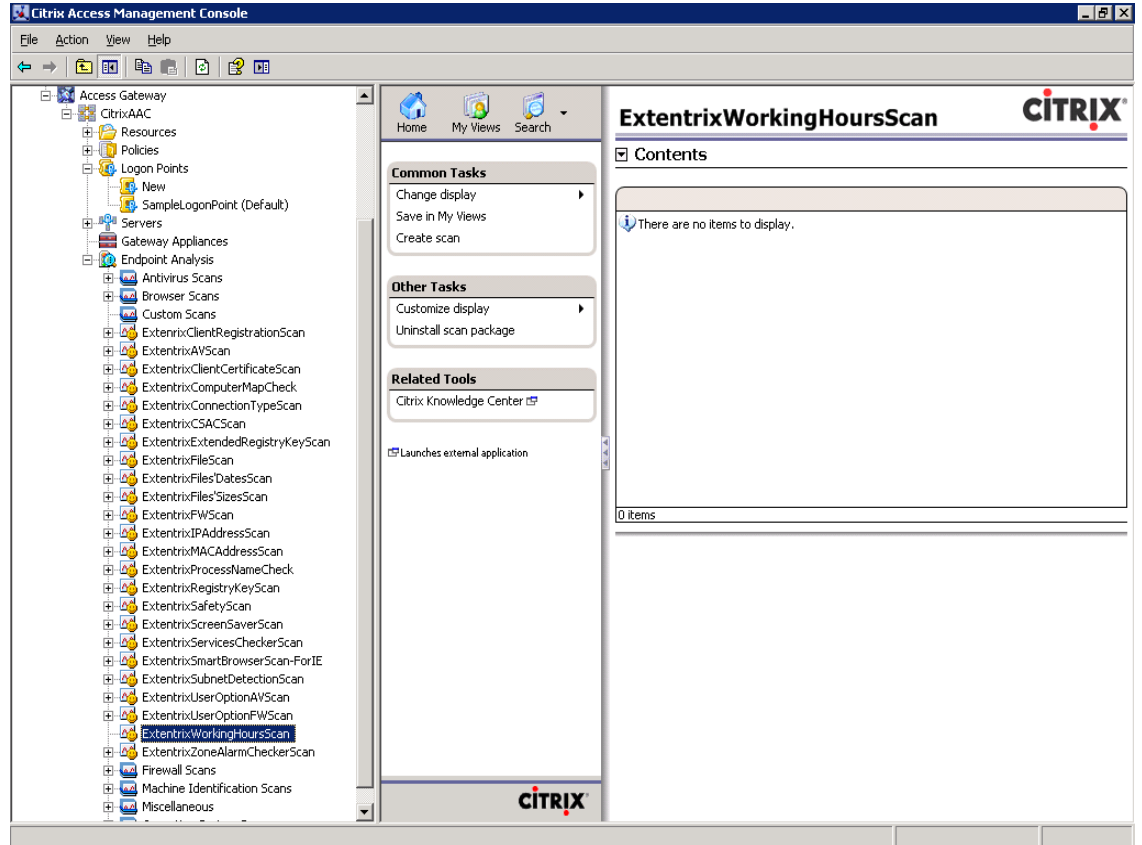 Citrix Access Management Console
File Action View Help
Access Gateway
CitrixAAC
Resources
Policies
Logon Points
New
SampleLogonPoint (Default)
Servers
Gateway Appliances
Endpoint Analysis
Antivirus Scans
Browser Scans
Custom Scans
ExtenrixClientRegistrationScan
ExtentrixAVScan
ExtentrixClientCertificateScan
ExtentrixComputerMapCheck
ExtentrixConnectionTypeScan
ExtentrixCSACScan
ExtentrixExtendedRegistryKeyScan
ExtentrixFileScan
ExtentrixFiles'DatesScan
ExtentrixFiles'SizesScan
ExtentrixFWScan
ExtentrixIPAddressScan
ExtentrixMACAddressScan
ExtentrixProcessNameCheck
ExtentrixRegistryKeyScan
ExtentrixSafetyScan
ExtentrixScreenSaverScan
ExtentrixServicesCheckerScan
ExtentrixSmartBrowserScan-ForIE
ExtentrixSubnetDetectionScan
ExtentrixUserOptionAVScan
ExtentrixUserOptionFWScan
ExtentrixWorkingHoursScan
ExtentrixZoneAlarmCheckerScan
Firewall Scans
Machine Identification Scans
Miscellaneous
Home My Views Search
Common Tasks
Change display
Save in My Views
Create scan
Other Tasks
Customize display
Uninstall scan package
Related Tools
Citrix Knowledge Center
Launches external application
CITRIX
ExtentrixWorkingHoursScan
CITRIX
Contents
There are no items to display.
0 items